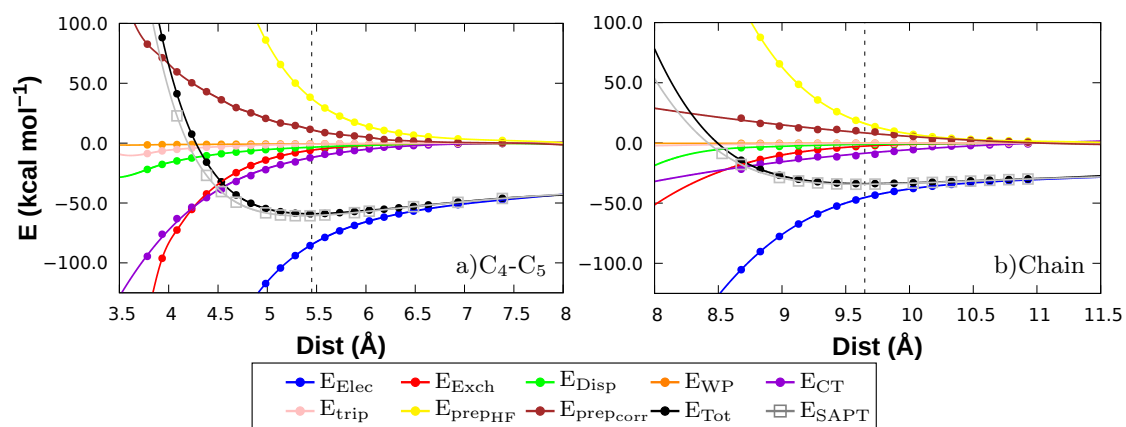 E (kcal mol⁻¹)
100.0
50.0
0.0
−50.0
−100.0
a)C₄-C₅
3.5 4 4.5 5 5.5 6 6.5 7 7.5 8
Dist (Å)
100.0
50.0
0.0
−50.0
−100.0
b)Chain
8 8.5 9 9.5 10 10.5 11 11.5
Dist (Å)
E_Elec E_Exch E_Disp E_WP E_CT
E_trip E_prep_HF E_prep_corr E_Tot E_SAPT